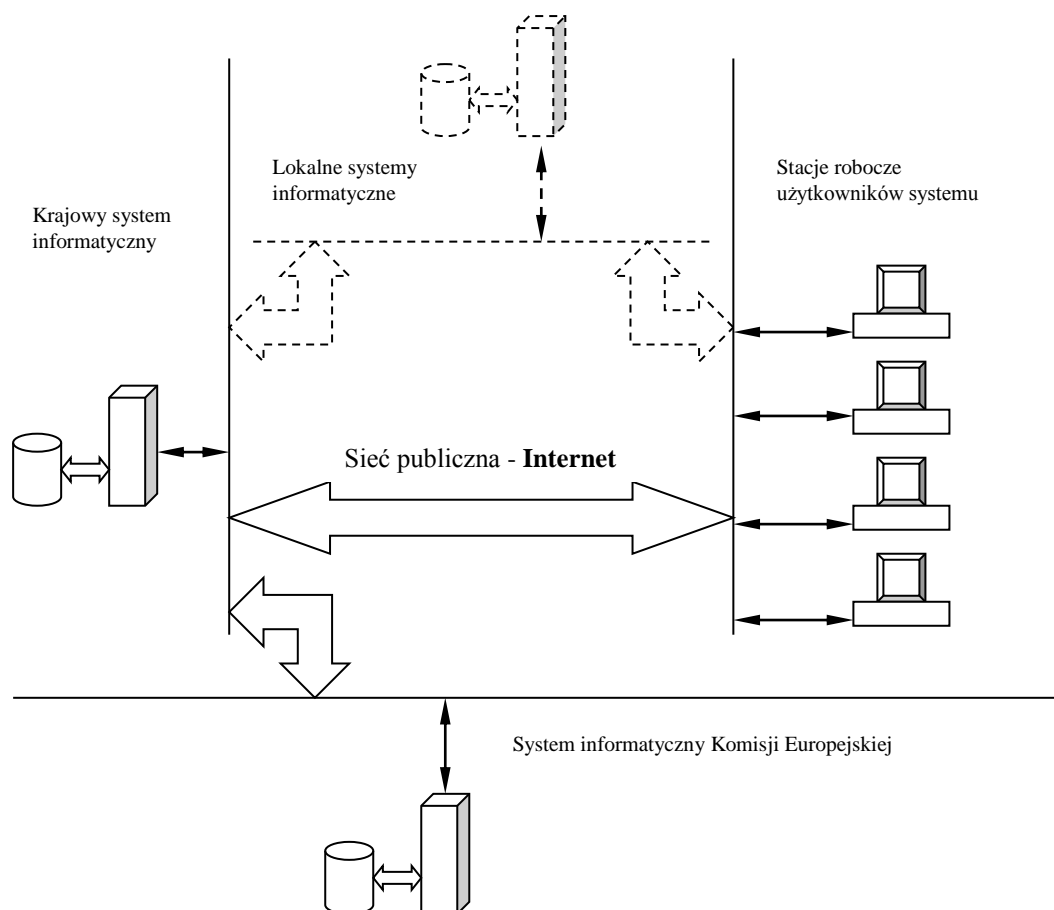 Lokalne systemy
informatyczne
Stacje robocze
użytkowników systemu
Krajowy system
informatyczny
Sieć publiczna - Internet
System informatyczny Komisji Europejskiej